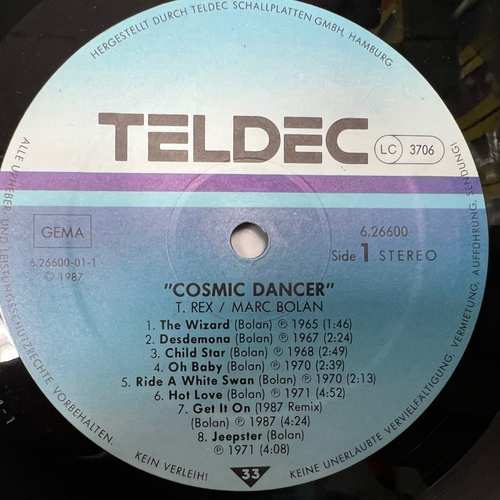 HERGESTELLT DURCH TELDEC SCHALLPLATTEN GMBH, HAMBURG
TELDEC
LC 3706
GEMA
6.26600-01-1
℗ 1987
6.26600
Side 1 STEREO
"COSMIC DANCER"
T. REX / MARC BOLAN
1. The Wizard (Bolan) ℗ 1965 (1:46)
2. Desdemona (Bolan) ℗ 1967 (2:24)
3. Child Star (Bolan) ℗ 1968 (2:49)
4. Oh Baby (Bolan) ℗ 1970 (2:39)
5. Ride A White Swan (Bolan) ℗ 1970 (2:13)
6. Hot Love (Bolan) ℗ 1971 (4:52)
7. Get It On (1987 Remix)
(Bolan) ℗ 1987 (4:24)
8. Jeepster (Bolan)
℗ 1971 (4:08)
33
ALLE URHEBER UND LEISTUNGSSCHUTZRECHTE VORBEHALTEN.
KEIN VERLEIH!
KEINE UNERLAUBTE VERVIELFÄLTIGUNG, VERMIETUNG, AUFFÜHRUNG, SENDUNG!